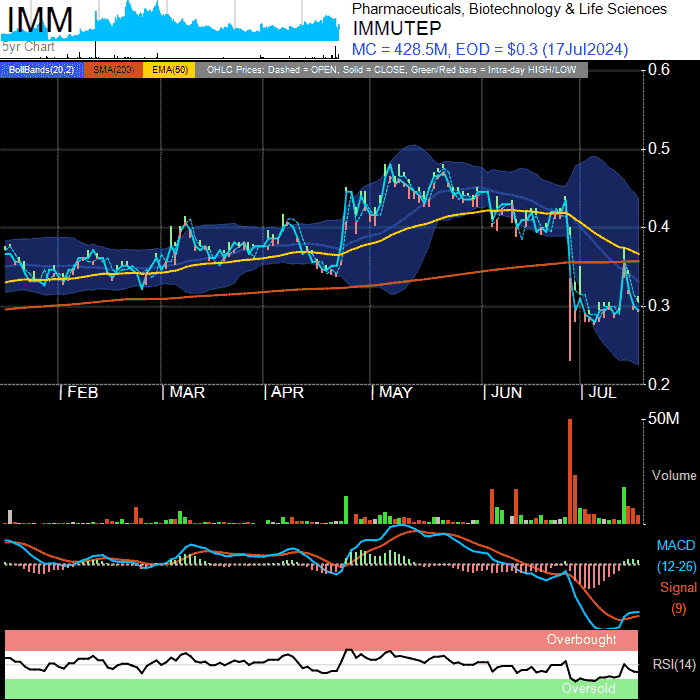 IMM
5yr Chart
Pharmaceuticals, Biotechnology & Life Sciences
IMMUTEP
MC = 428.5M, EOD = $0.3 (17Jul2024)
BollBands(20,2) SMA(200) EMA(50) OHLC Prices: Dashed = OPEN, Solid = CLOSE, Green/Red bars = Intra-day HIGH/LOW
0.6
0.5
0.4
0.3
0.2
FEB MAR APR MAY JUN JUL
50M
Volume
MACD
(12-26)
Signal
(9)
Overbought
RSI(14)
Oversold